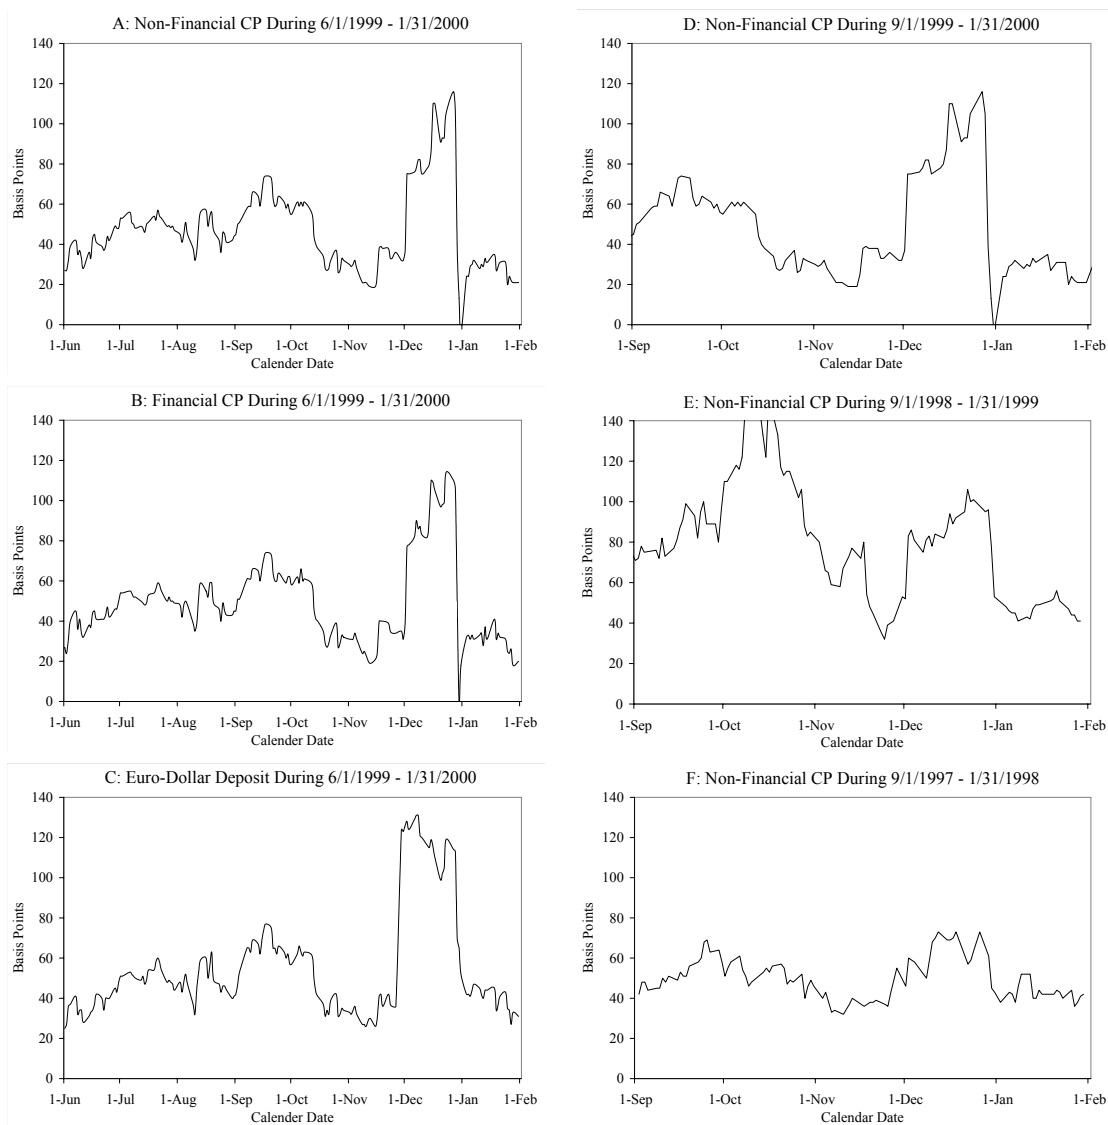 A: Non-Financial CP During 6/1/1999 - 1/31/2000
140
120
100
80
60
40
20
0
Basis Points
1-Jun 1-Jul 1-Aug 1-Sep 1-Oct 1-Nov 1-Dec 1-Jan 1-Feb
Calender Date
B: Financial CP During 6/1/1999 - 1/31/2000
140
120
100
80
60
40
20
0
Basis Points
1-Jun 1-Jul 1-Aug 1-Sep 1-Oct 1-Nov 1-Dec 1-Jan 1-Feb
Calender Date
C: Euro-Dollar Deposit During 6/1/1999 - 1/31/2000
140
120
100
80
60
40
20
0
Basis Points
1-Jun 1-Jul 1-Aug 1-Sep 1-Oct 1-Nov 1-Dec 1-Jan 1-Feb
Calender Date
D: Non-Financial CP During 9/1/1999 - 1/31/2000
140
120
100
80
60
40
20
0
Basis Points
1-Sep 1-Oct 1-Nov 1-Dec 1-Jan 1-Feb
Calendar Date
E: Non-Financial CP During 9/1/1998 - 1/31/1999
140
120
100
80
60
40
20
0
Basis Points
1-Sep 1-Oct 1-Nov 1-Dec 1-Jan 1-Feb
Calendar Date
F: Non-Financial CP During 9/1/1997 - 1/31/1998
140
120
100
80
60
40
20
0
Basis Points
1-Sep 1-Oct 1-Nov 1-Dec 1-Jan 1-Feb
Calendar Date